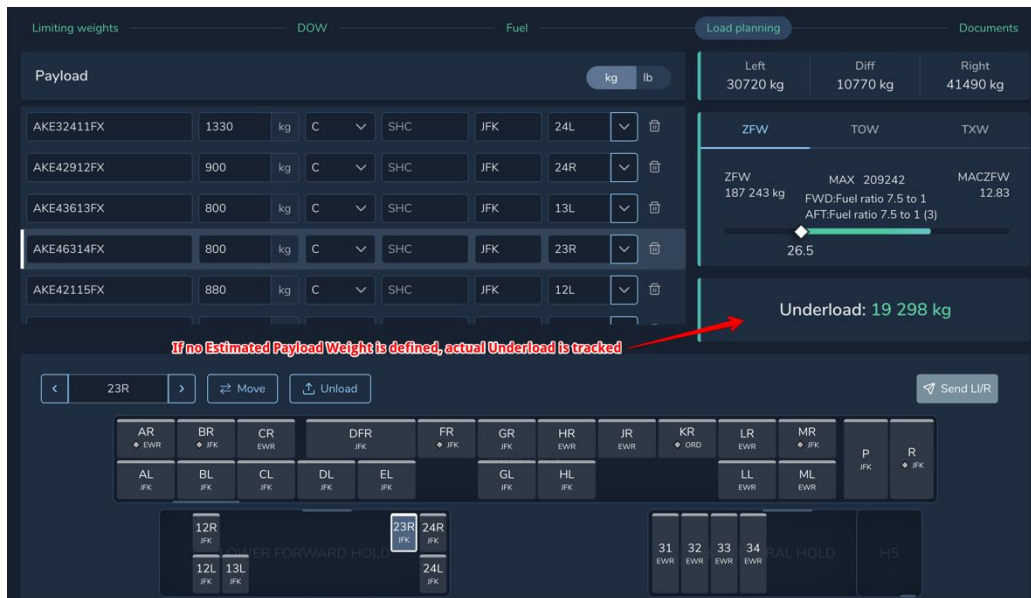 Limiting weights DOW Fuel Load planning Documents
Payload kg lb
Left Diff Right
30720 kg 10770 kg 41490 kg
AKE32411FX 1330 kg C SHC JFK 24L
AKE42912FX 900 kg C SHC JFK 24R
AKE43613FX 800 kg C SHC JFK 13L
AKE46314FX 800 kg C SHC JFK 23R
AKE42115FX 880 kg C SHC JFK 12L
ZFW TOW TXW
ZFW MAX 209242 MACZFW
187 243 kg FWD:Fuel ratio 7.5 to 1 12.83
AFT:Fuel ratio 7.5 to 1 (3)
26.5
Underload: 19 298 kg
If no Estimated Payload Weight is defined, actual Underload is tracked
23R Move Unload Send LI/R
AR BR CR DFR FR GR HR JR KR LR MR P R
EWR JFK EWR JFK JFK JFK EWR EWR ORD EWR JFK JFK JFK
AL BL CL DL EL GL HL LL ML
JFK JFK JFK JFK JFK JFK JFK EWR EWR
12R 23R 24R
JFK JFK JFK
LOWER FORWARD HOLD
31 32 33 34 HOLD H5
EWR EWR EWR EWR
12L 13L 24L
JFK JFK JFK